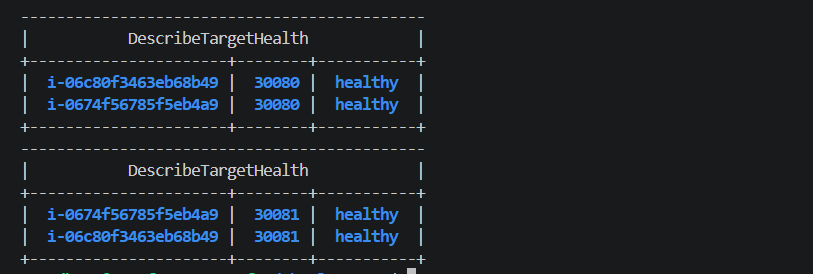 -----------------------------------------
|          DescribeTargetHealth           |
+----------------------+--------+-----------+
|  i-06c80f3463eb68b49 |  30080 |  healthy  |
|  i-0674f56785f5eb4a9 |  30080 |  healthy  |
+----------------------+--------+-----------+
-----------------------------------------
|          DescribeTargetHealth           |
+----------------------+--------+-----------+
|  i-0674f56785f5eb4a9 |  30081 |  healthy  |
|  i-06c80f3463eb68b49 |  30081 |  healthy  |
+----------------------+--------+-----------+